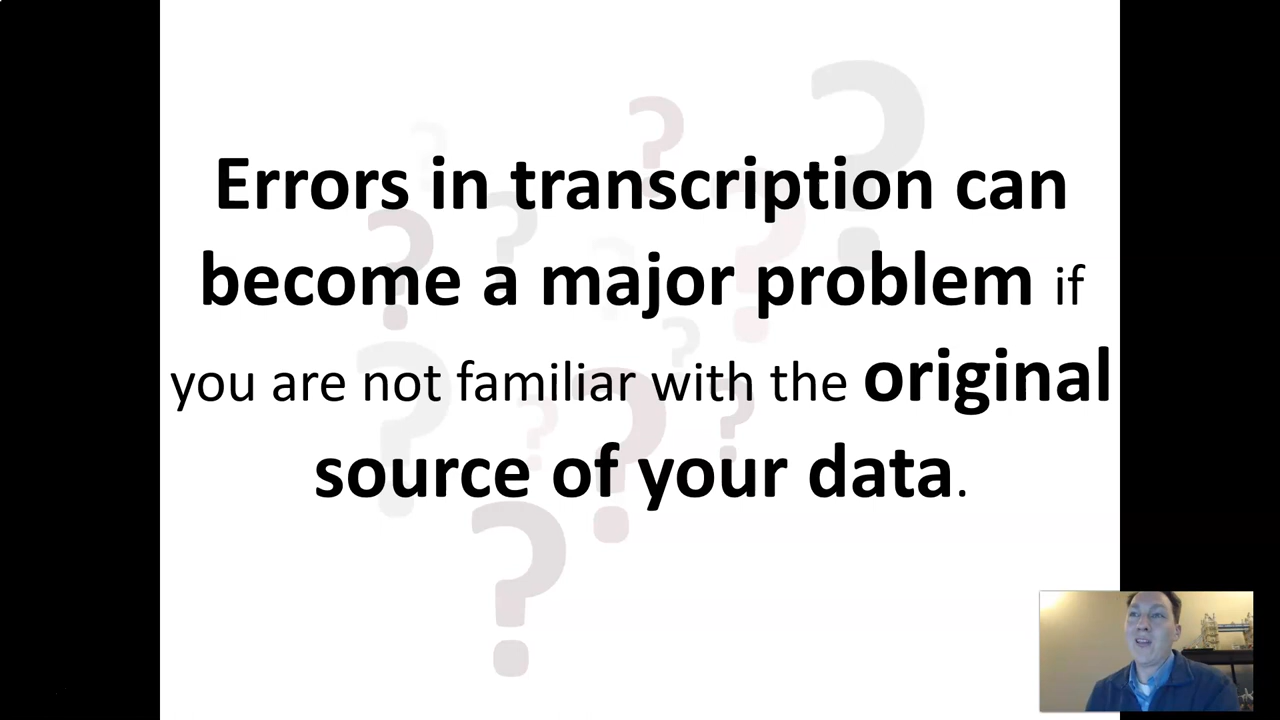 Errors in transcription can
become a major problem if
you are not familiar with the original
source of your data.